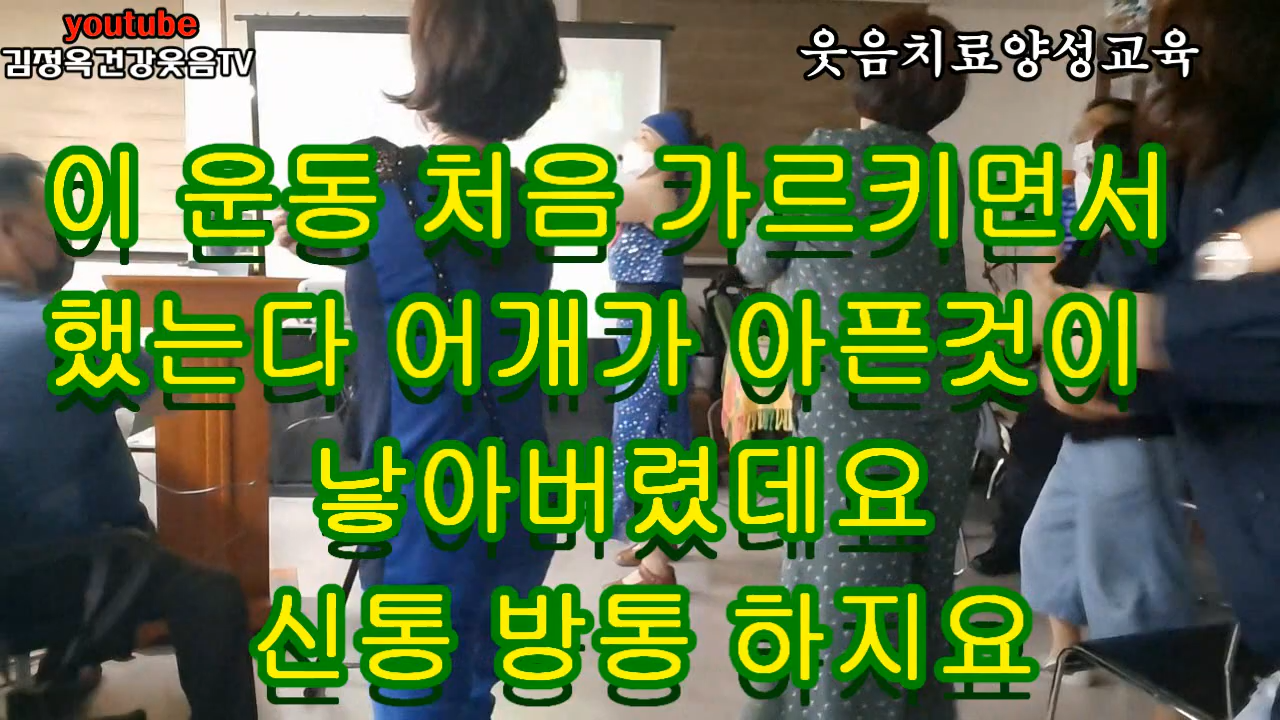 youtube
김정옥건강웃음TV
웃음치료양성교육
이 운동 처음 가르키면서
했는다 어개가 아픈것이
낳아버렸데요
신통 방통 하지요